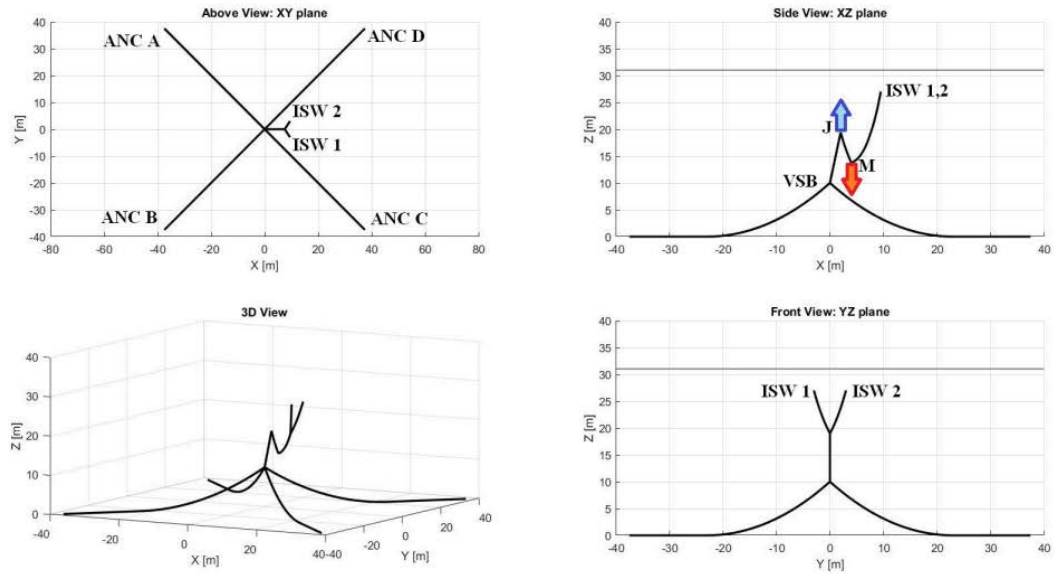 Above View: XY plane
40
30
20
10
0
-10
-20
-30
-40
Y [m]
ANC A
ANC D
ISW 2
ISW 1
ANC B
ANC C
-80 -60 -40 -20 0 20 40 60 80
X [m]
Side View: XZ plane
40
35
30
25
20
15
10
5
0
Z [m]
ISW 1,2
J
M
VSB
-40 -30 -20 -10 0 10 20 30 40
X [m]
3D View
40
30
20
10
0
Z [m]
-40 -20 0 20 40
X [m]
-40 -20 0 20 40
Y [m]
Front View: YZ plane
40
35
30
25
20
15
10
5
0
Z [m]
ISW 1 ISW 2
-40 -30 -20 -10 0 10 20 30 40
Y [m]